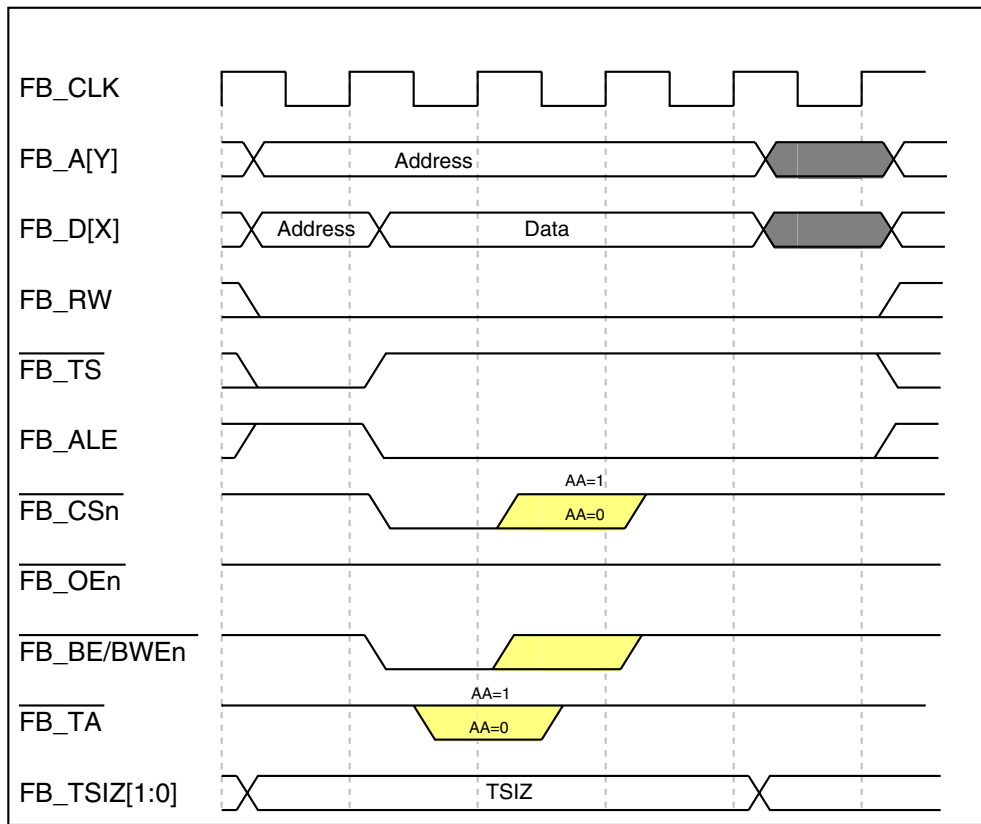 FB_CLK
FB_A[Y]
Address
FB_D[X]
Address
Data
FB_RW
FB_TS
FB_ALE
AA=1
FB_CSn
AA=0
FB_OEn
FB_BE/BWEn
AA=1
FB_TA
AA=0
FB_TSIZ[1:0]
TSIZ